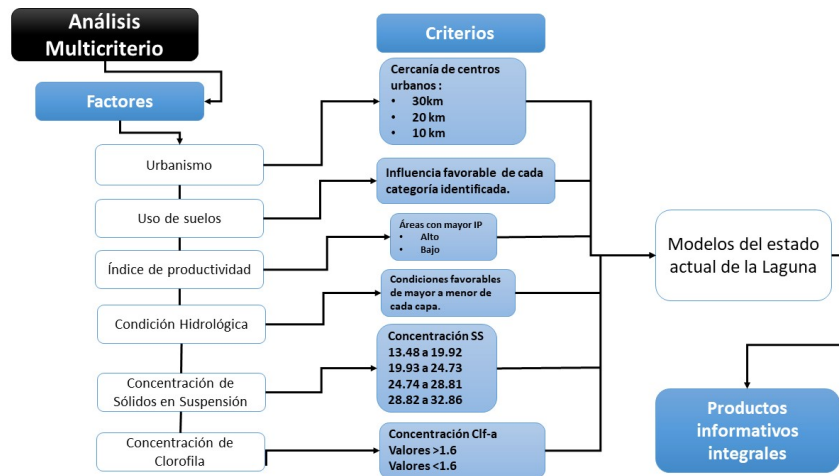 Análisis
Multicriterio
Factores
Urbanismo
Uso de suelos
Índice de productividad
Condición Hidrológica
Concentración de
Sólidos en Suspensión
Concentración de
Clorofila
Criterios
Cercanía de centros
urbanos :
• 30km
• 20 km
• 10 km
Influencia favorable de cada
categoría identificada.
Áreas con mayor IP
• Alto
• Bajo
Condiciones favorables
de mayor a menor de
cada capa.
Concentración SS
13.48 a 19.92
19.93 a 24.73
24.74 a 28.81
28.82 a 32.86
Concentración Clf-a
Valores >1.6
Valores <1.6
Modelos del estado
actual de la Laguna
Productos
informativos
integrales